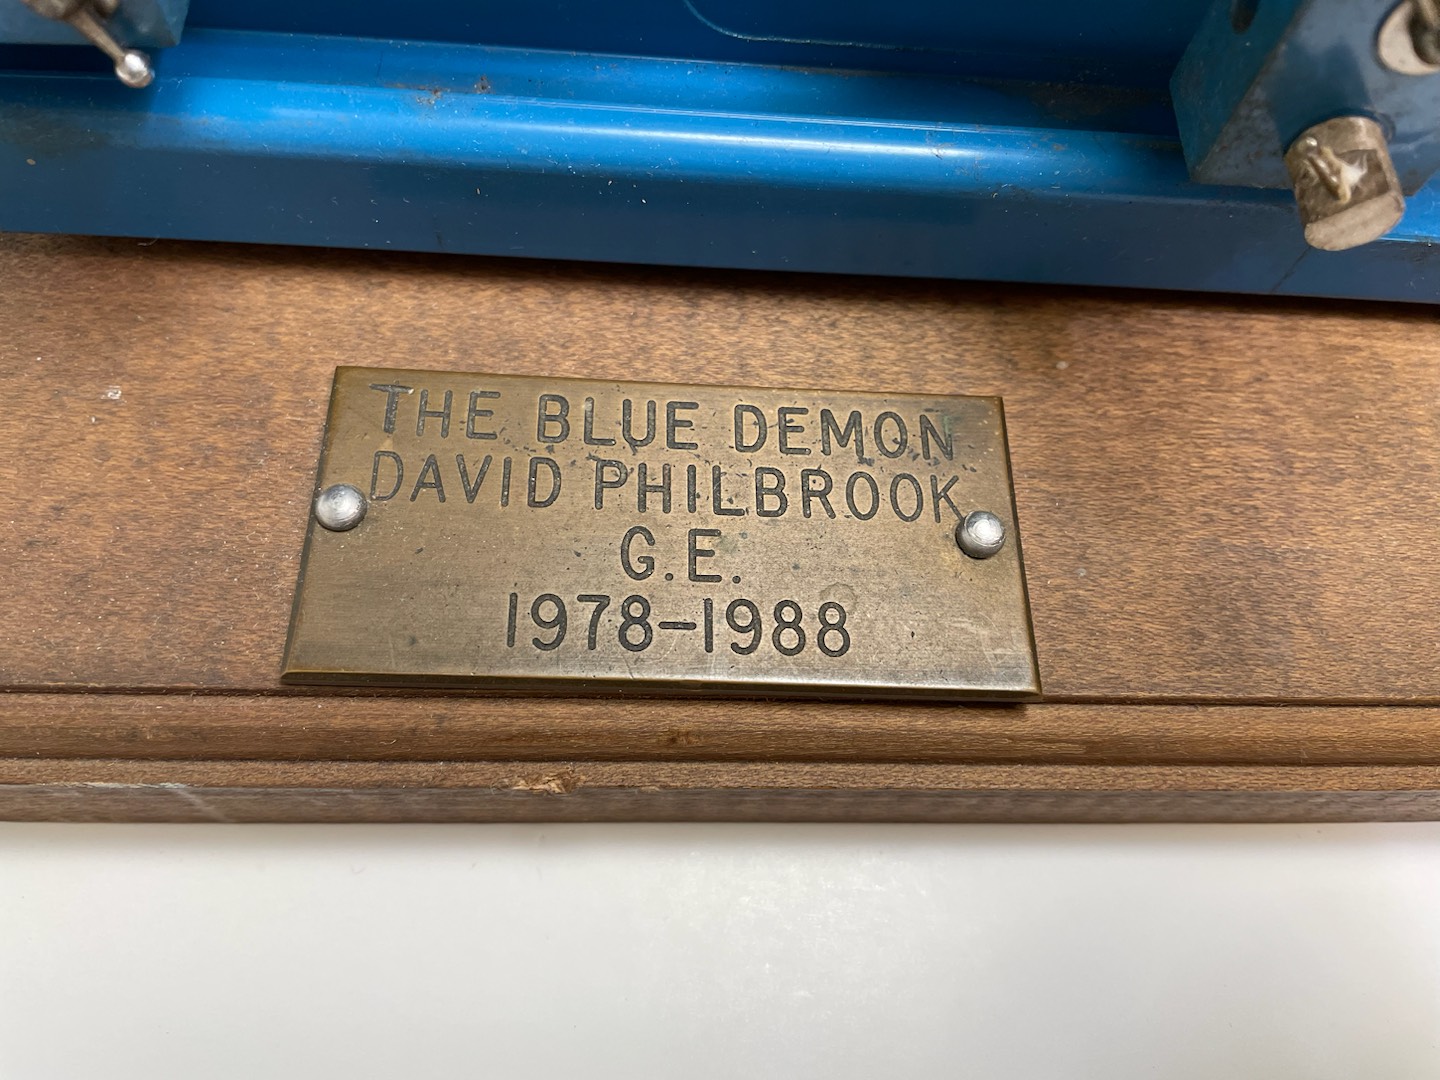 THE BLUE DEMON
DAVID PHILBROOK
G.E.
1978-1988